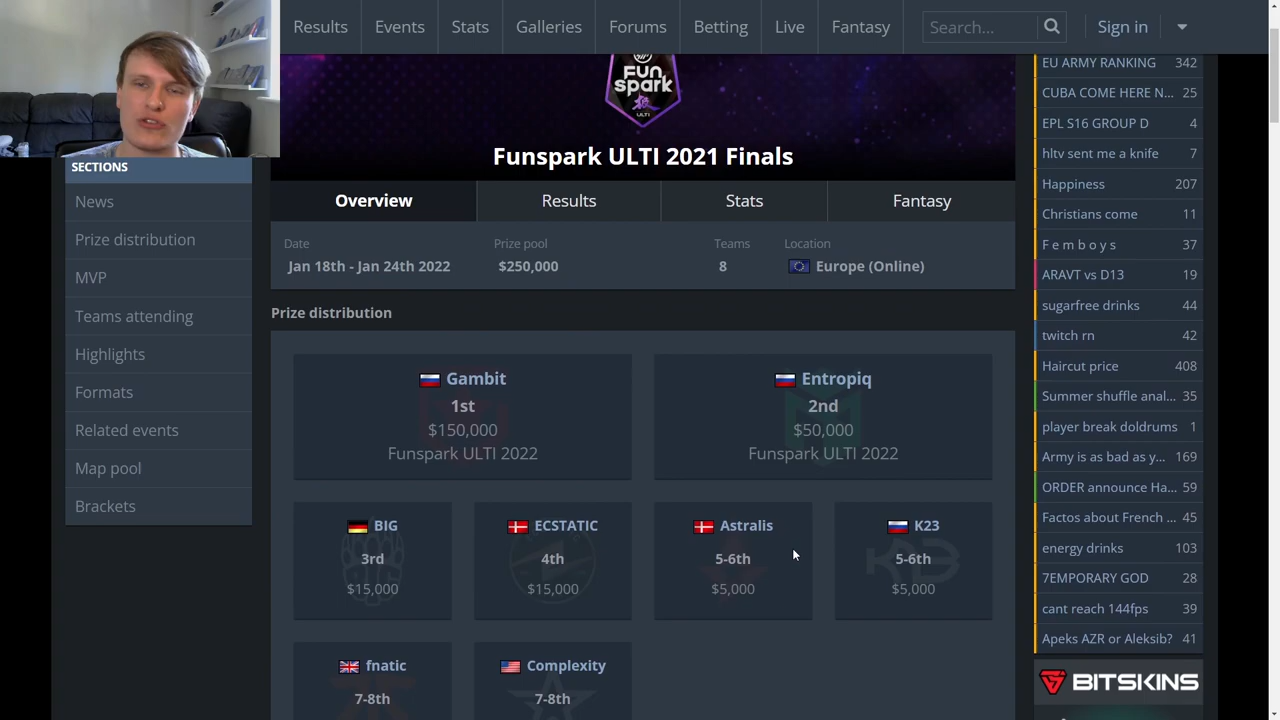 Results Events Stats Galleries Forums Betting Live Fantasy Search... Sign in
Fun
spark
ULTI
Funspark ULTI 2021 Finals
Overview Results Stats Fantasy
Date Prize pool Teams Location
Jan 18th - Jan 24th 2022 $250,000 8 Europe (Online)
SECTIONS
News
Prize distribution
MVP
Teams attending
Highlights
Formats
Related events
Map pool
Brackets
Prize distribution
Gambit
1st
$150,000
Funspark ULTI 2022
Entropiq
2nd
$50,000
Funspark ULTI 2022
BIG
3rd
$15,000
ECSTATIC
4th
$15,000
Astralis
5-6th
$5,000
K23
5-6th
$5,000
fnatic
7-8th
Complexity
7-8th
EU ARMY RANKING 342
CUBA COME HERE N... 25
EPL S16 GROUP D 4
hltv sent me a knife 7
Happiness 207
Christians come 11
F e m b o y s 37
ARAVT vs D13 19
sugarfree drinks 44
twitch rn 42
Haircut price 408
Summer shuffle anal... 35
player break doldrums 1
Army is as bad as y... 169
ORDER announce Ha... 59
Factos about French ... 45
energy drinks 103
7EMPORARY GOD 28
cant reach 144fps 39
Apeks AZR or Aleksib? 41
BITSKINS